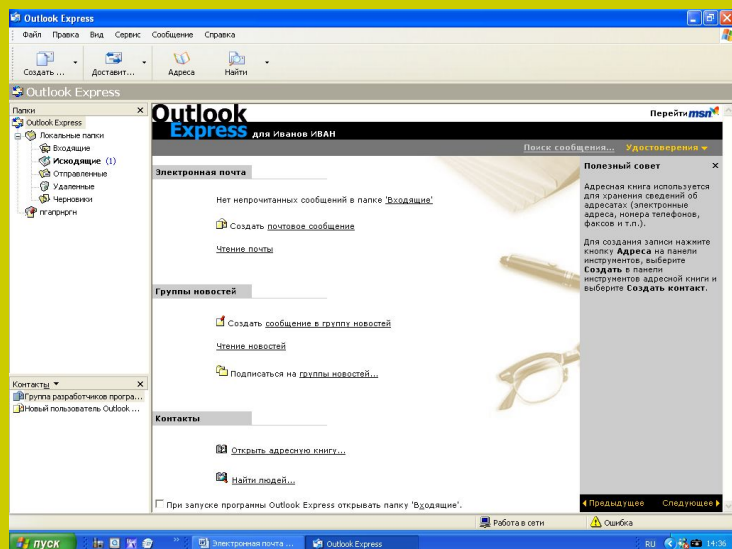 Outlook Express
Файл Правка Вид Сервис Сообщение Справка
Создать ... Доставит... Адреса Найти
Outlook Express
Папки
Outlook Express
Локальные папки
Входящие
Исходящие (1)
Отправленные
Удаленные
Черновики
пгапрнргн
Контакты
Группа разработчиков програ...
Новый пользователь Outlook ...
Outlook
Express для Иванов ИВАН
Перейти msn
Поиск сообщения... Удостоверения
Электронная почта
Нет непрочитанных сообщений в папке 'Входящие'
Создать почтовое сообщение
Чтение почты
Группы новостей
Создать сообщение в группу новостей
Чтение новостей
Подписаться на группы новостей...
Контакты
Открыть адресную книгу...
Найти людей...
При запуске программы Outlook Express открывать папку 'Входящие'.
Полезный совет
Адресная книга используется
для хранения сведений об
адресатах (электронные
адреса, номера телефонов,
факсов и т.п.).
Для создания записи нажмите
кнопку Адреса на панели
инструментов, выберите
Создать в панели
инструментов адресной книги и
выберите Создать контакт.
Предыдущее Следующее
Работа в сети Ошибка
пуск
Электронная почта ... Outlook Express
RU 14:36